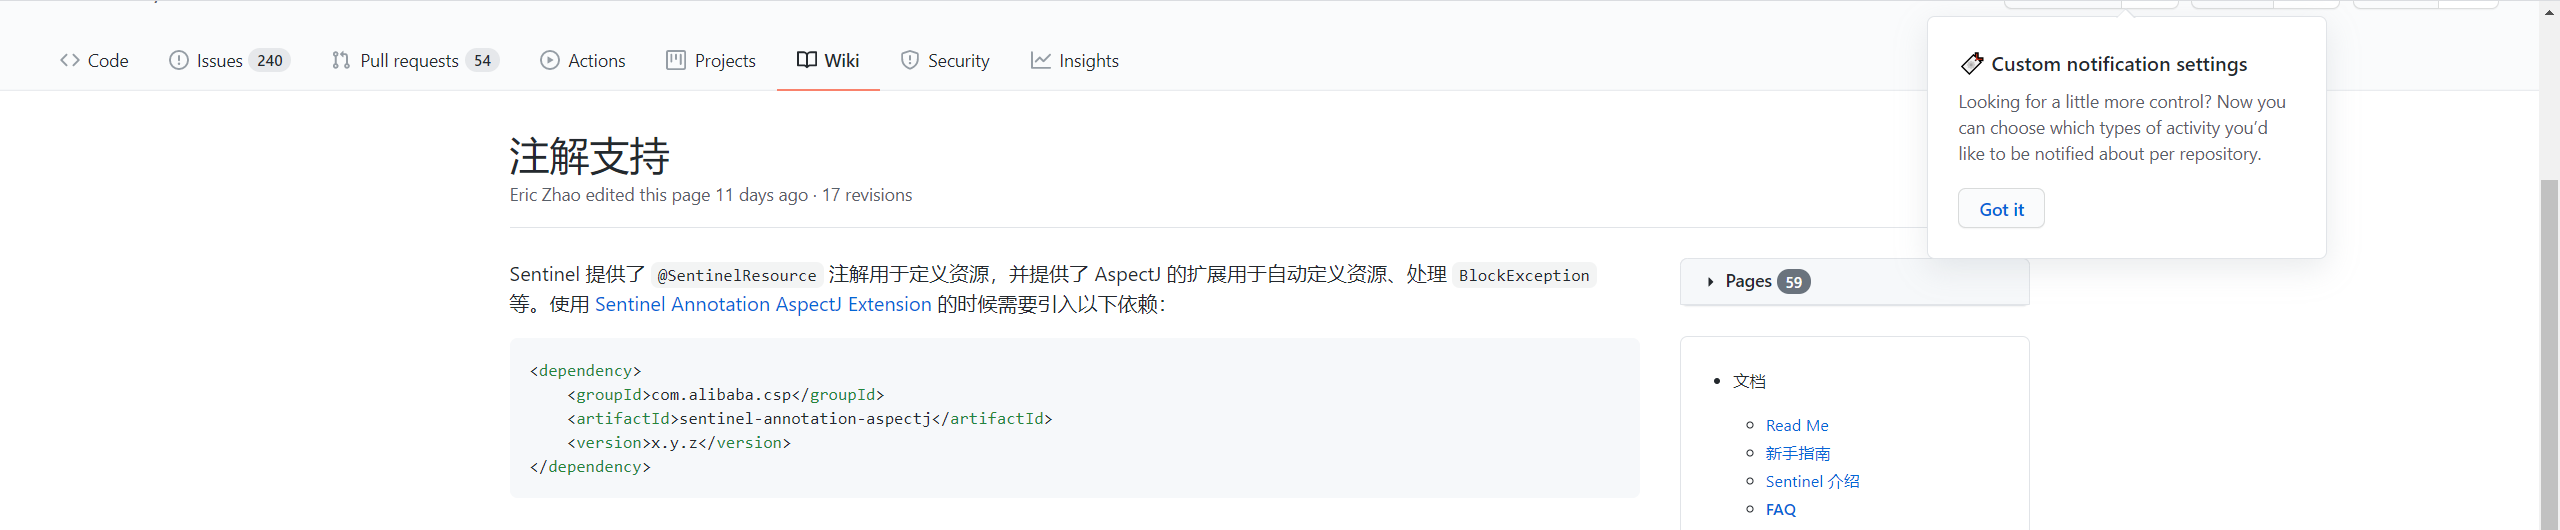 Code Issues 240 Pull requests 54 Actions Projects Wiki Security Insights
Custom notification settings
Looking for a little more control? Now you
can choose which types of activity you’d
like to be notified about per repository.
Got it
注解支持
Eric Zhao edited this page 11 days ago · 17 revisions
Sentinel 提供了 @SentinelResource 注解用于定义资源，并提供了 AspectJ 的扩展用于自动定义资源、处理 BlockException
等。使用 Sentinel Annotation AspectJ Extension 的时候需要引入以下依赖：
<dependency>
    <groupId>com.alibaba.csp</groupId>
    <artifactId>sentinel-annotation-aspectj</artifactId>
    <version>x.y.z</version>
</dependency>
Pages 59
文档
Read Me
新手指南
Sentinel 介绍
FAQ